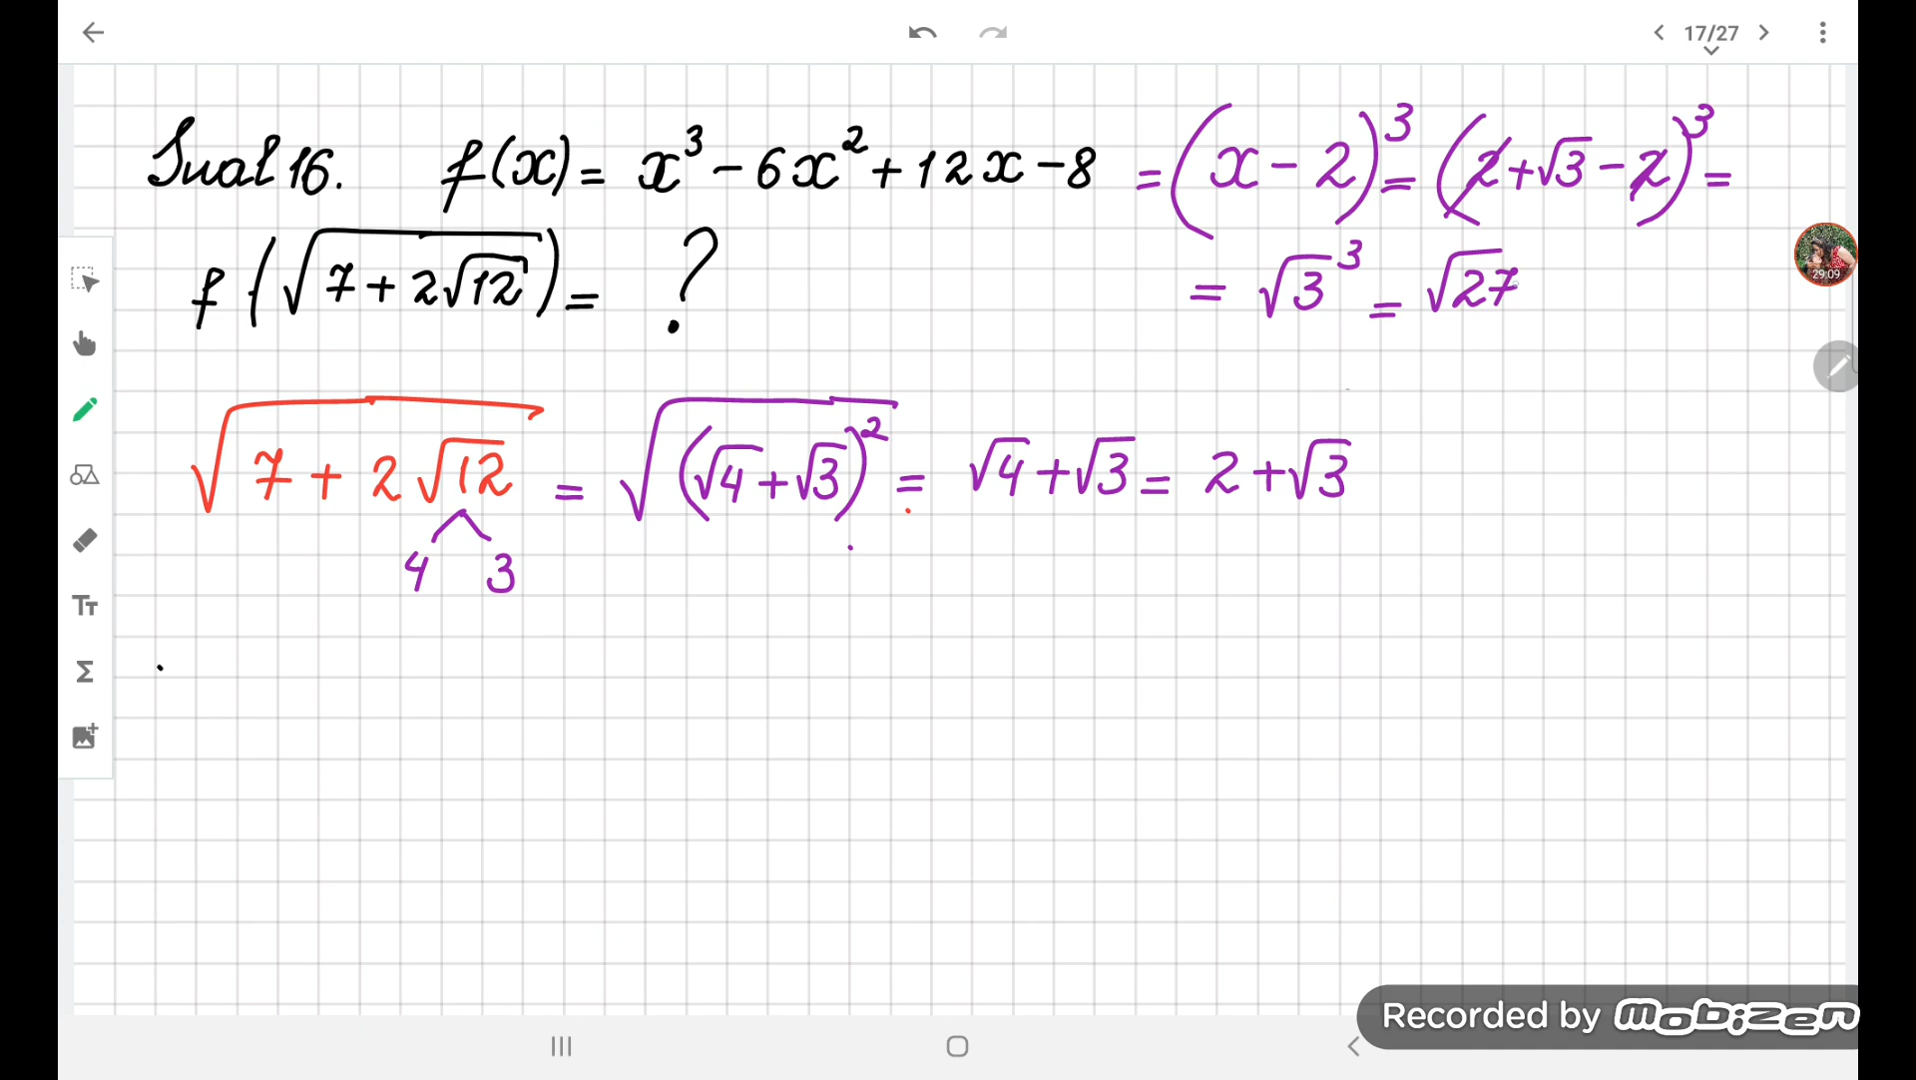 17/27
Sual 16. f(x) = x³ - 6x² + 12x - 8 = (x - 2)³ = (2 + √3 - 2)³ =
f(√(7 + 2√12)) = ?
= √3³ = √27
29:09
√(7 + 2√12) = √((√4 + √3)²) = √4 + √3 = 2 + √3
4 3
Tт
Σ
Recorded by mobizen